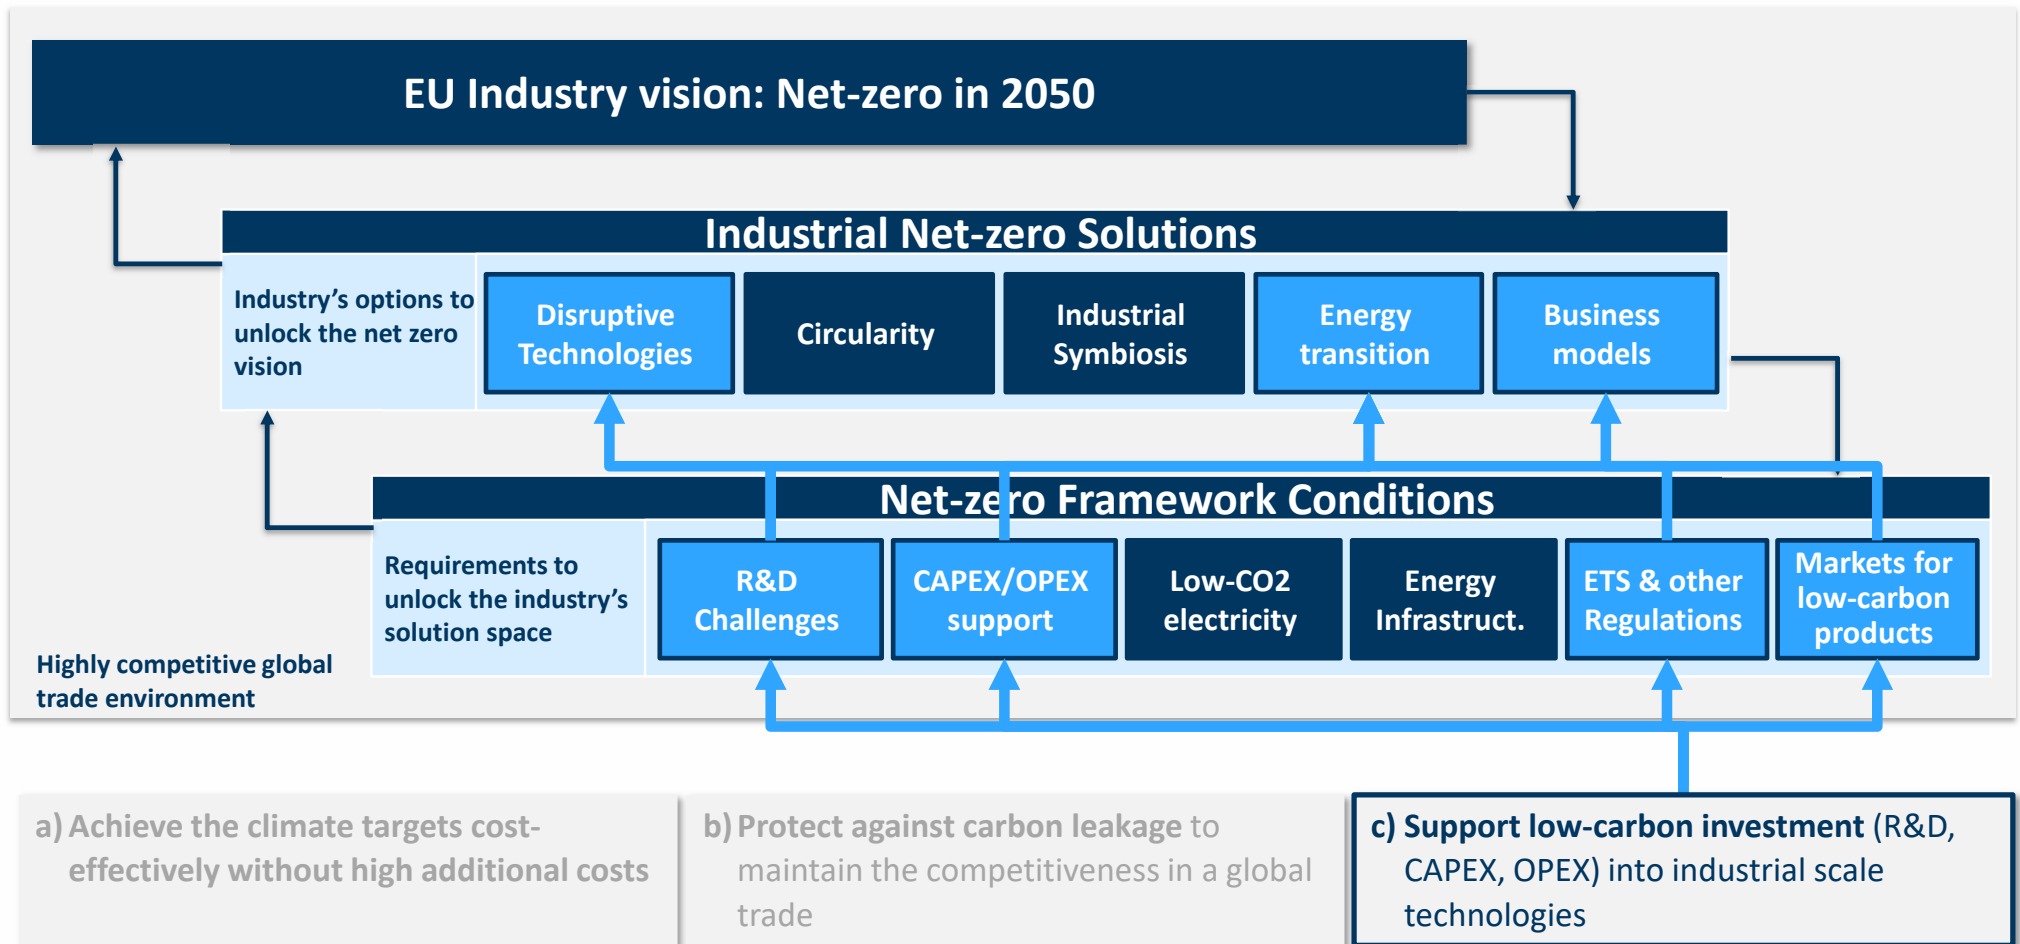 EU Industry vision: Net-zero in 2050
Industrial Net-zero Solutions
Industry’s options to
unlock the net zero
vision
Disruptive
Technologies
Circularity
Industrial
Symbiosis
Energy
transition
Business
models
Net-zero Framework Conditions
Requirements to
unlock the industry’s
solution space
R&D
Challenges
CAPEX/OPEX
support
Low-CO2
electricity
Energy
Infrastruct.
ETS & other
Regulations
Markets for
low-carbon
products
Highly competitive global
trade environment
a) Achieve the climate targets cost-
effectively without high additional costs
b) Protect against carbon leakage to
maintain the competitiveness in a global
trade
c) Support low-carbon investment (R&D,
CAPEX, OPEX) into industrial scale
technologies